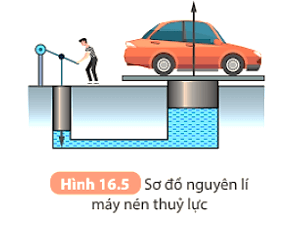 Hình 16.5 Sơ đồ nguyên lí
máy nén thuỷ lực